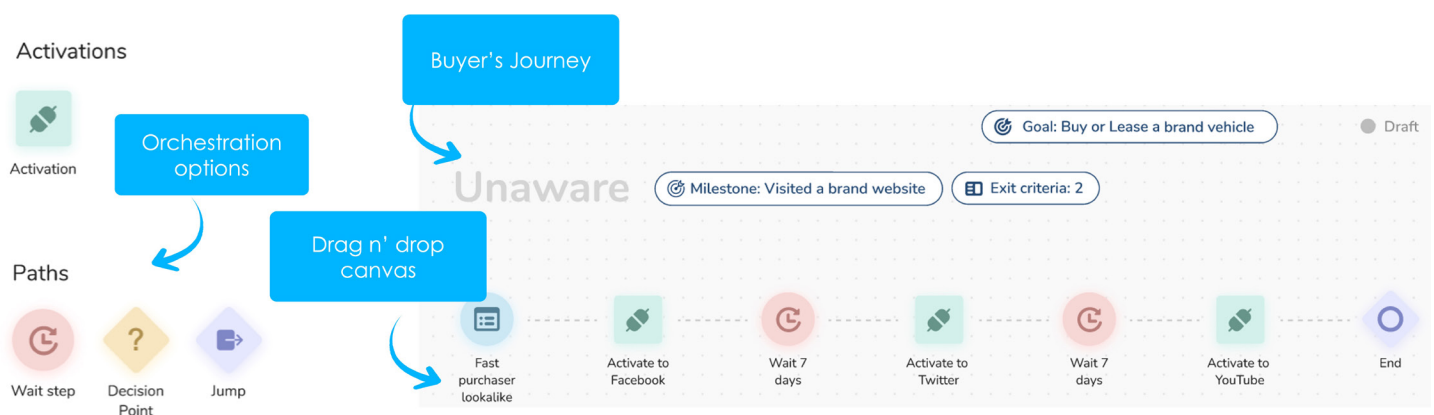 Activations
Activation
Orchestration
options
Paths
Wait step
Decision
Point
Jump
Buyer’s Journey
Drag n’ drop
canvas
Goal: Buy or Lease a brand vehicle
Draft
Unaware
Milestone: Visited a brand website
Exit criteria: 2
Fast
purchaser
lookalike
Activate to
Facebook
Wait 7
days
Activate to
Twitter
Wait 7
days
Activate to
YouTube
End